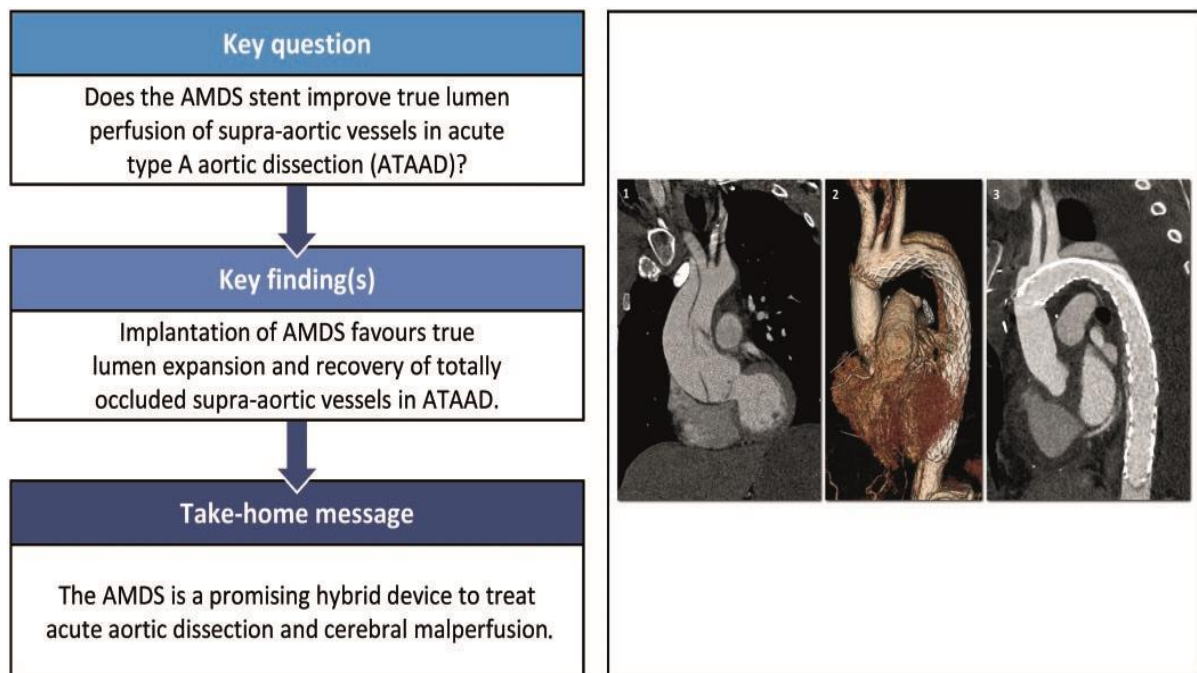 Key question
Does the AMDS stent improve true lumen
perfusion of supra-aortic vessels in acute
type A aortic dissection (ATAAD)?
Key finding(s)
Implantation of AMDS favours true
lumen expansion and recovery of totally
occluded supra-aortic vessels in ATAAD.
Take-home message
The AMDS is a promising hybrid device to treat
acute aortic dissection and cerebral malperfusion.
1
2
3